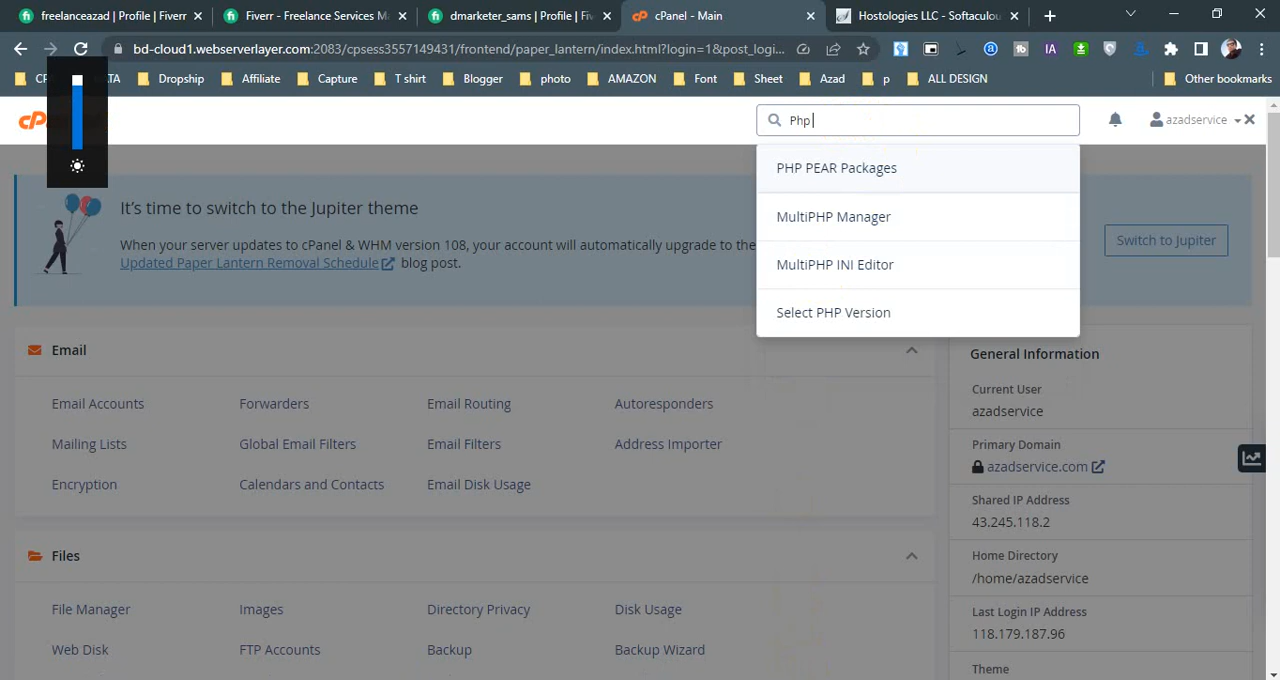 freelanceazad | Profile | Fiverr
Fiverr - Freelance Services Ma
dmarketer_sams | Profile | Fiv
cPanel - Main
Hostologies LLC - Softaculou
bd-cloud1.webserverlayer.com:2083/cpsess3557149431/frontend/paper_lantern/index.html?login=1&post_log...
Dropship
Affiliate
Capture
T shirt
Blogger
photo
AMAZON
Font
Sheet
Azad
p
ALL DESIGN
Other bookmarks
Php
azadservice
PHP PEAR Packages
MultiPHP Manager
MultiPHP INI Editor
Select PHP Version
It's time to switch to the Jupiter theme
When your server updates to cPanel & WHM version 108, your account will automatically upgrade to the
Updated Paper Lantern Removal Schedule blog post.
Switch to Jupiter
Email
Email Accounts
Forwarders
Email Routing
Autoresponders
Mailing Lists
Global Email Filters
Email Filters
Address Importer
Encryption
Calendars and Contacts
Email Disk Usage
Files
File Manager
Images
Directory Privacy
Disk Usage
Web Disk
FTP Accounts
Backup
Backup Wizard
General Information
Current User
azadservice
Primary Domain
azadservice.com
Shared IP Address
43.245.118.2
Home Directory
/home/azadservice
Last Login IP Address
118.179.187.96
Theme